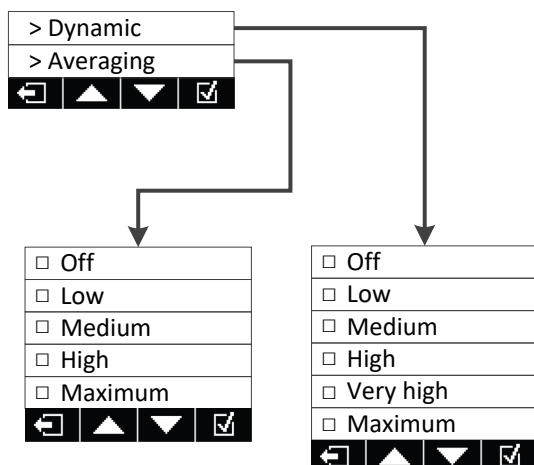 > Dynamic
> Averaging
□ Off
□ Low
□ Medium
□ High
□ Maximum
□ Off
□ Low
□ Medium
□ High
□ Very high
□ Maximum